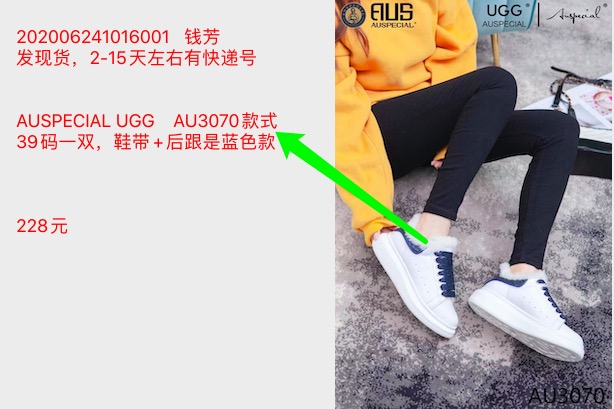 202006241016001 钱芳
发现货，2-15天左右有快递号
AUSPECIAL UGG AU3070款式
39码一双，鞋带+后跟是蓝色款
228元
AUS
AUSPECIAL
UGG
AUSPECIAL
Auspecial
AU3070